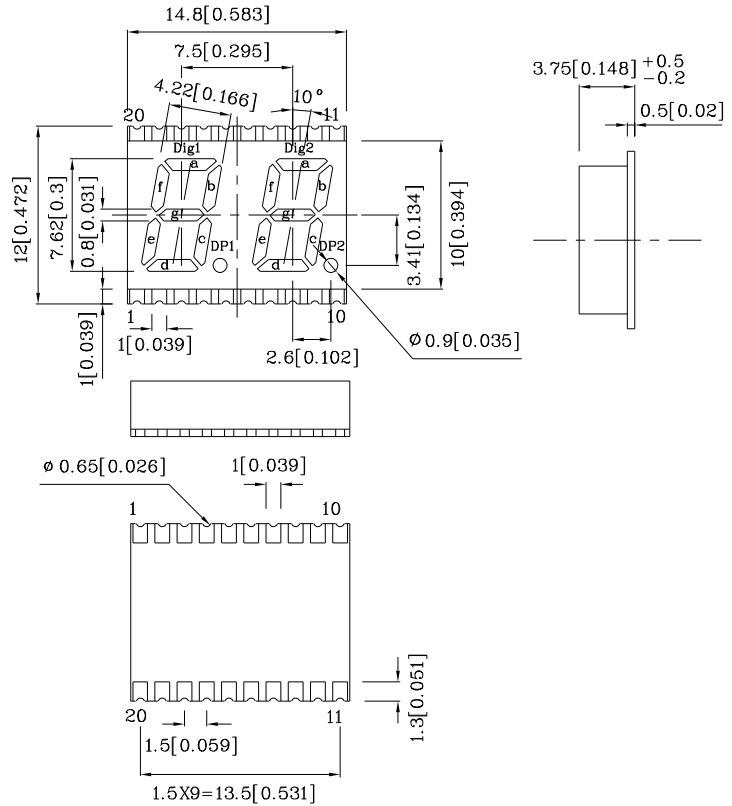 14.8[0.583]
7.5[0.295]
4.22[0.166]
10°
20
11
Dig1
Dig2
a
a
f
b
f
b
g!
g!
e
c
e
c
d
d
DP1
DP2
12[0.472]
7.62[0.3]
0.8[0.031]
3.41[0.134]
10[0.394]
1
10
1[0.039]
1[0.039]
2.6[0.102]
ø 0.9[0.035]
3.75[0.148] +0.5
-0.2
0.5[0.02]
ø 0.65[0.026]
1[0.039]
1
10
20
11
1.5[0.059]
1.3[0.051]
1.5X9=13.5[0.531]